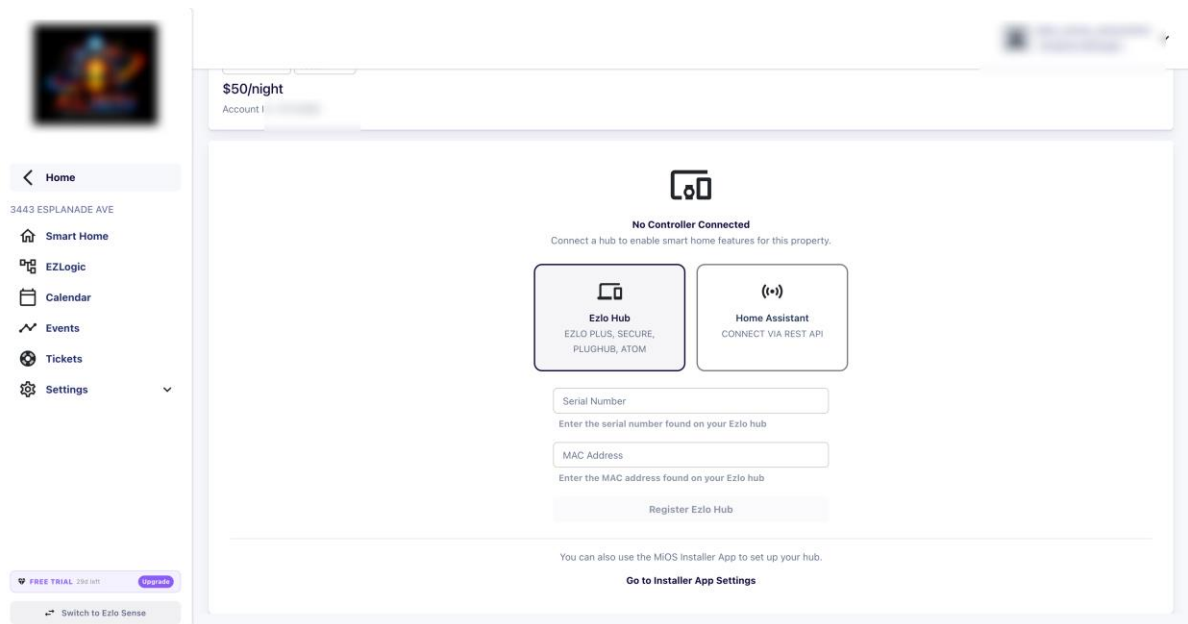 Home
3443 ESPLANADE AVE
Smart Home
EZLogic
Calendar
Events
Tickets
Settings
FREE TRIAL 29d left
Upgrade
Switch to Ezlo Sense
$50/night
Account
No Controller Connected
Connect a hub to enable smart home features for this property.
Ezlo Hub
EZLO PLUS, SECURE,
PLUGHUB, ATOM
Home Assistant
CONNECT VIA REST API
Serial Number
Enter the serial number found on your Ezlo hub
MAC Address
Enter the MAC address found on your Ezlo hub
Register Ezlo Hub
You can also use the MiOS Installer App to set up your hub.
Go to Installer App Settings